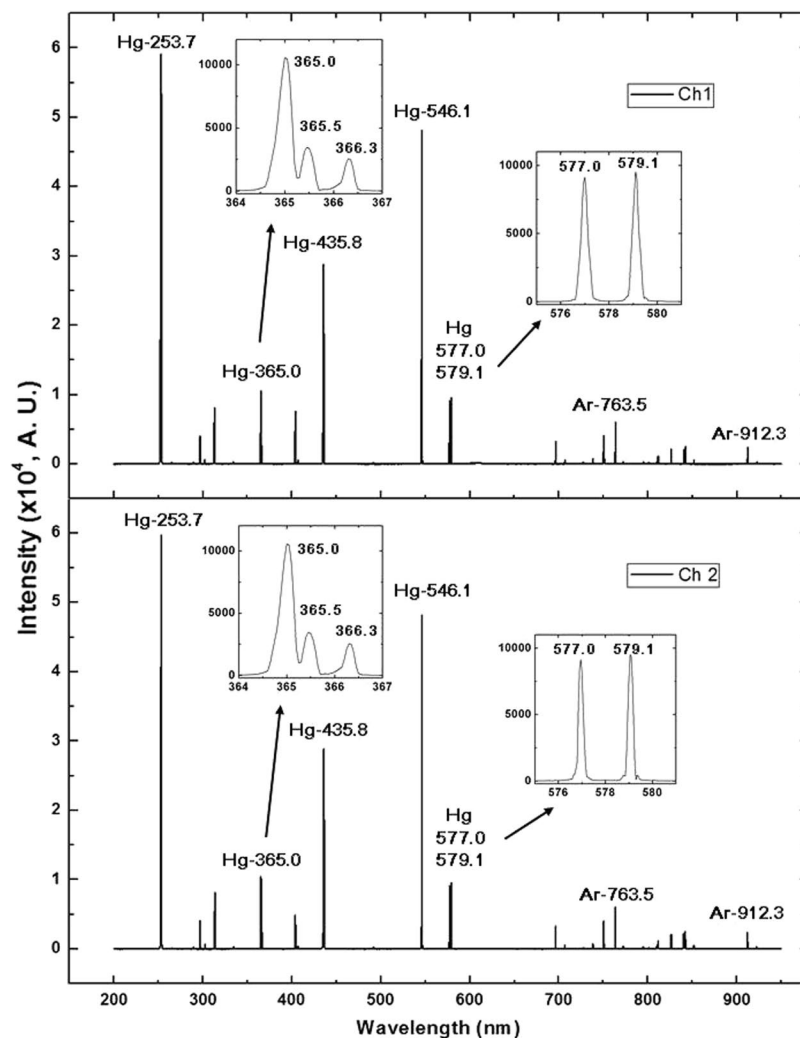 Hg-253.7
365.0
365.5
366.3
10000
5000
0
364 365 366 367
Hg-546.1
Ch1
577.0 579.1
10000
5000
0
576 578 580
Hg-435.8
Hg-365.0
Hg
577.0
579.1
Ar-763.5
Ar-912.3
6
5
4
3
2
1
0
Hg-253.7
365.0
365.5
366.3
10000
5000
0
364 365 366 367
Hg-546.1
Ch 2
577.0 579.1
10000
5000
0
576 578 580
Hg-435.8
Hg-365.0
Hg
577.0
579.1
Ar-763.5
Ar-912.3
6
5
4
3
2
1
0
Intensity (x10⁴, A. U.)
200 300 400 500 600 700 800 900
Wavelength (nm)